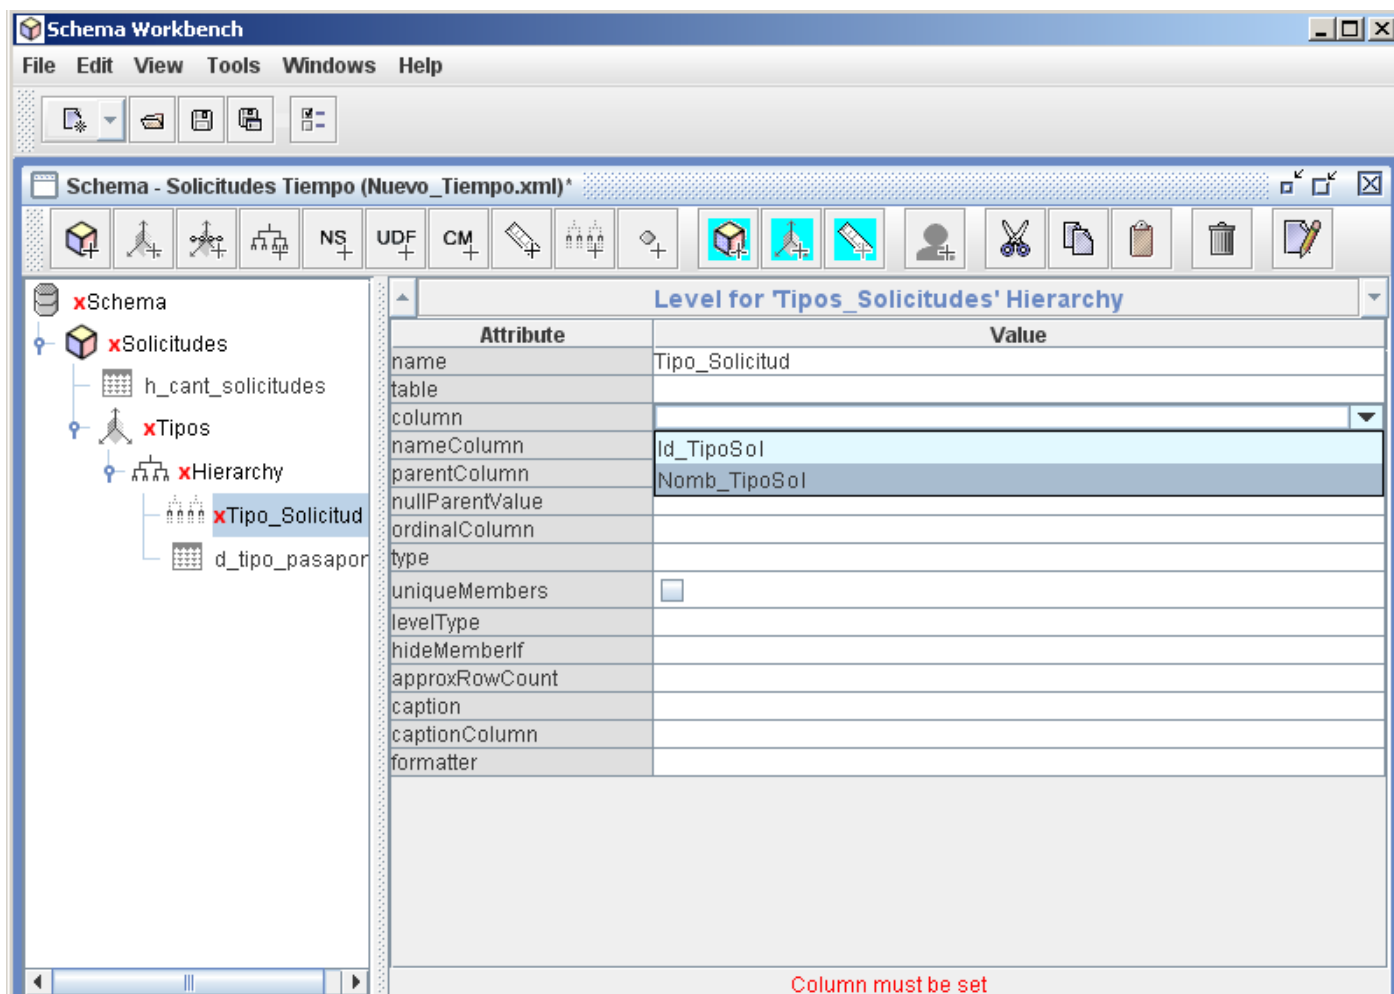 Schema Workbench
File Edit View Tools Windows Help
Schema - Solicitudes Tiempo (Nuevo_Tiempo.xml)*
NS UDF CM
xSchema
xSolicitudes
h_cant_solicitudes
xTipos
xHierarchy
xTipo_Solicitud
d_tipo_pasapor
Level for 'Tipos_Solicitudes' Hierarchy
Attribute Value
name Tipo_Solicitud
table
column
nameColumn Id_TipoSol
parentColumn Nomb_TipoSol
nullParentValue
ordinalColumn
type
uniqueMembers
levelType
hideMemberIf
approxRowCount
caption
captionColumn
formatter
Column must be set